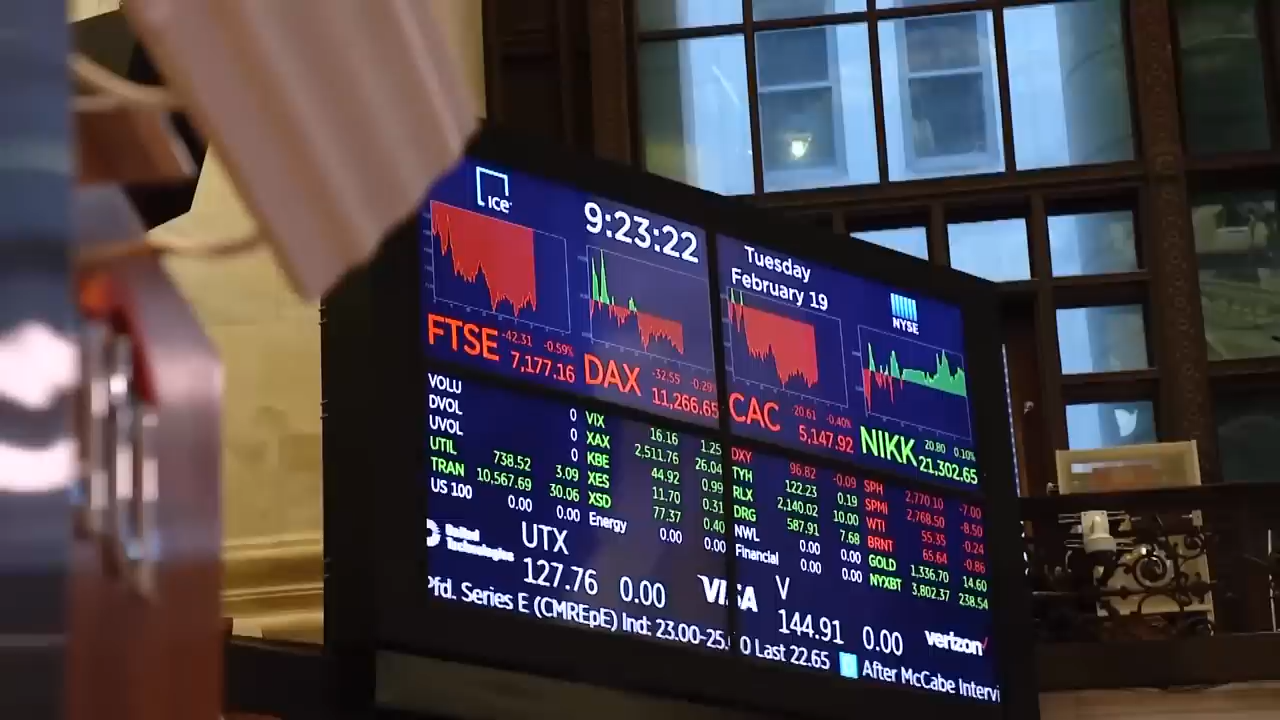 ice
9:23:22
Tuesday
February 19
NYSE
FTSE -42.31 -0.59%
7,177.16
DAX -32.55 -0.29
11,266.65
CAC -20.61 -0.40%
5,147.92
NIKK 20.80 0.10%
21,302.65
VOLU 0
DVOL 0
UVOL 0
UTIL 738.52 3.09
TRAN 10,567.69 30.06
US 100 0.00 0.00
VIX 16.16 1.25
XAX 2,511.76 26.04
KBE 44.92 0.99
XES 11.70 0.31
XSD 77.37 0.40
Energy 0.00 0.00
DXY 96.82 -0.09
TYH 122.23 0.19
RLX 2,140.02 10.00
DRG 587.91 7.68
NWL 0.00 0.00
Financial 0.00 0.00
SPH 2,770.10 -7.00
SPMi 2,768.50 -8.50
WTI 55.35 -0.24
BRNT 65.64 -0.86
GOLD 1,336.70 14.60
NYXBT 3,802.37 238.54
United
Technologies
UTX
127.76 0.00
VISA
V
144.91 0.00
verizon
Pfd. Series E (CMREpE) Ind: 23.00-25. 0 Last 22.65 After McCabe Intervi